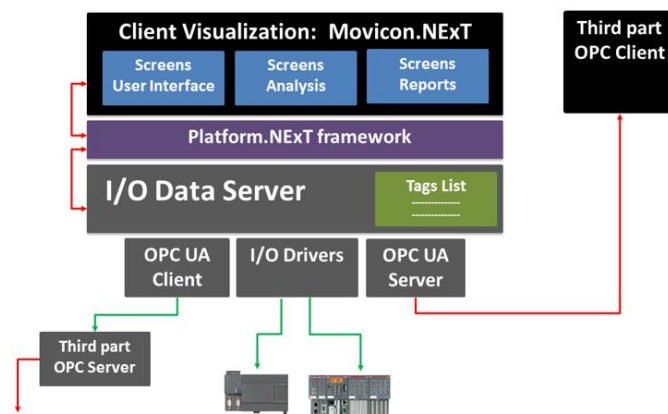 Client Visualization: Movicon.NExT
Third part
OPC Client
Screens
User Interface
Screens
Analysis
Screens
Reports
Platform.NExT framework
I/O Data Server
Tags List
---------------
---------------
OPC UA
Client
I/O Drivers
OPC UA
Server
Third part
OPC Server